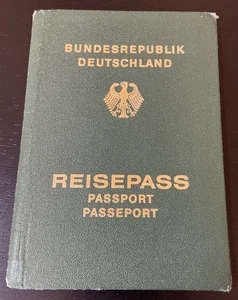 BUNDESREPUBLIK
DEUTSCHLAND
REISEPASS
PASSPORT
PASSEPORT